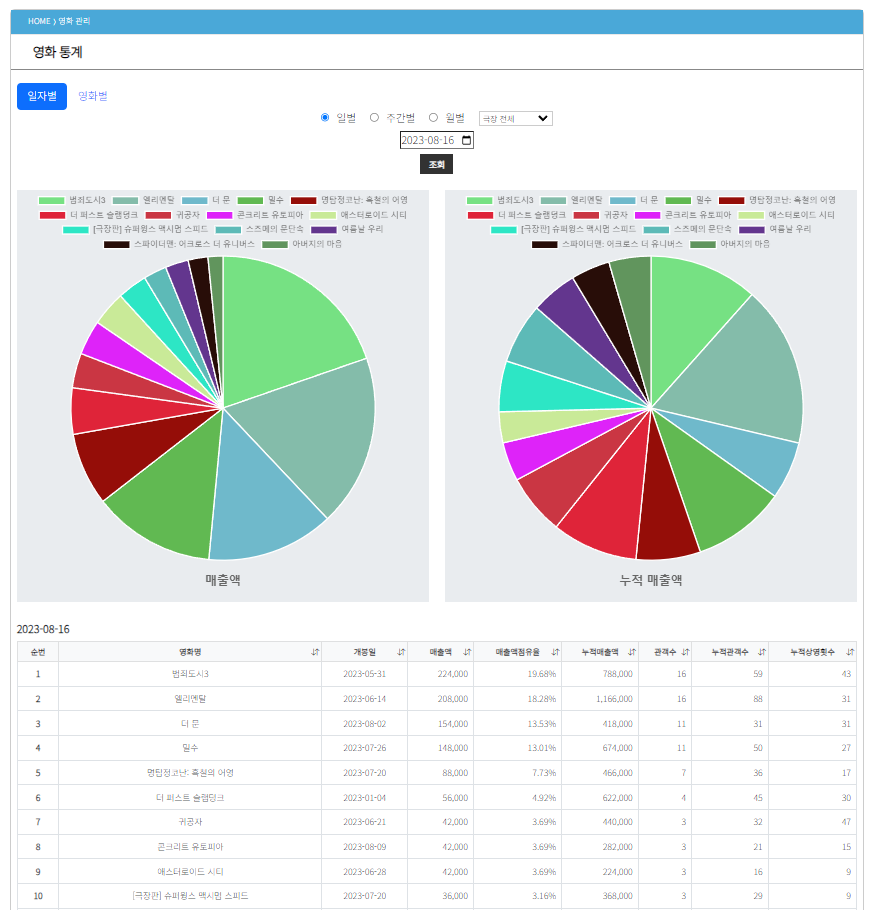 HOME > 영화 관리
영화 통계
일자별 영화별
일별 주간별 월별 극장 전체
2023-08-16
조회
범죄도시3 엘리멘탈 더 문 밀수 명탐정코난: 흑철의 어영
더 퍼스트 슬램덩크 귀공자 콘크리트 유토피아 애스터로이드 시티
[극장판] 슈퍼윙스 맥시멈 스피드 스즈메의 문단속 여름날 우리
스파이더맨: 어크로스 더 유니버스 아버지의 마음
매출액
범죄도시3 엘리멘탈 더 문 밀수 명탐정코난: 흑철의 어영
더 퍼스트 슬램덩크 귀공자 콘크리트 유토피아 애스터로이드 시티
[극장판] 슈퍼윙스 맥시멈 스피드 스즈메의 문단속 여름날 우리
스파이더맨: 어크로스 더 유니버스 아버지의 마음
누적 매출액
2023-08-16
순번 영화명 개봉일 매출액 매출액점유율 누적매출액 관객수 누적관객수 누적상영횟수
1 범죄도시3 2023-05-31 224,000 19.68% 788,000 16 59 43
2 엘리멘탈 2023-06-14 208,000 18.28% 1,166,000 16 88 31
3 더 문 2023-08-02 154,000 13.53% 418,000 11 31 31
4 밀수 2023-07-26 148,000 13.01% 674,000 11 50 27
5 명탐정코난: 흑철의 어영 2023-07-20 88,000 7.73% 466,000 7 36 17
6 더 퍼스트 슬램덩크 2023-01-04 56,000 4.92% 622,000 4 45 30
7 귀공자 2023-06-21 42,000 3.69% 440,000 3 32 47
8 콘크리트 유토피아 2023-08-09 42,000 3.69% 282,000 3 21 15
9 애스터로이드 시티 2023-06-28 42,000 3.69% 224,000 3 16 9
10 [극장판] 슈퍼윙스 맥시멈 스피드 2023-07-20 36,000 3.16% 368,000 3 29 9